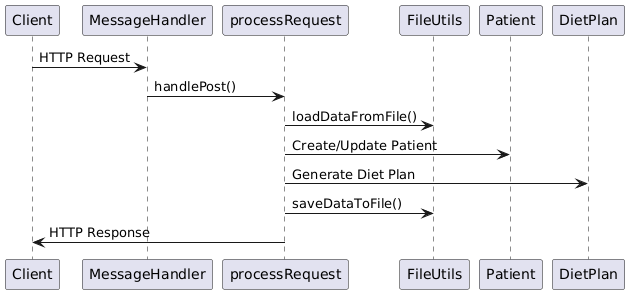 Client MessageHandler processRequest FileUtils Patient DietPlan
HTTP Request
handlePost()
loadDataFromFile()
Create/Update Patient
Generate Diet Plan
saveDataToFile()
HTTP Response
Client MessageHandler processRequest FileUtils Patient DietPlan